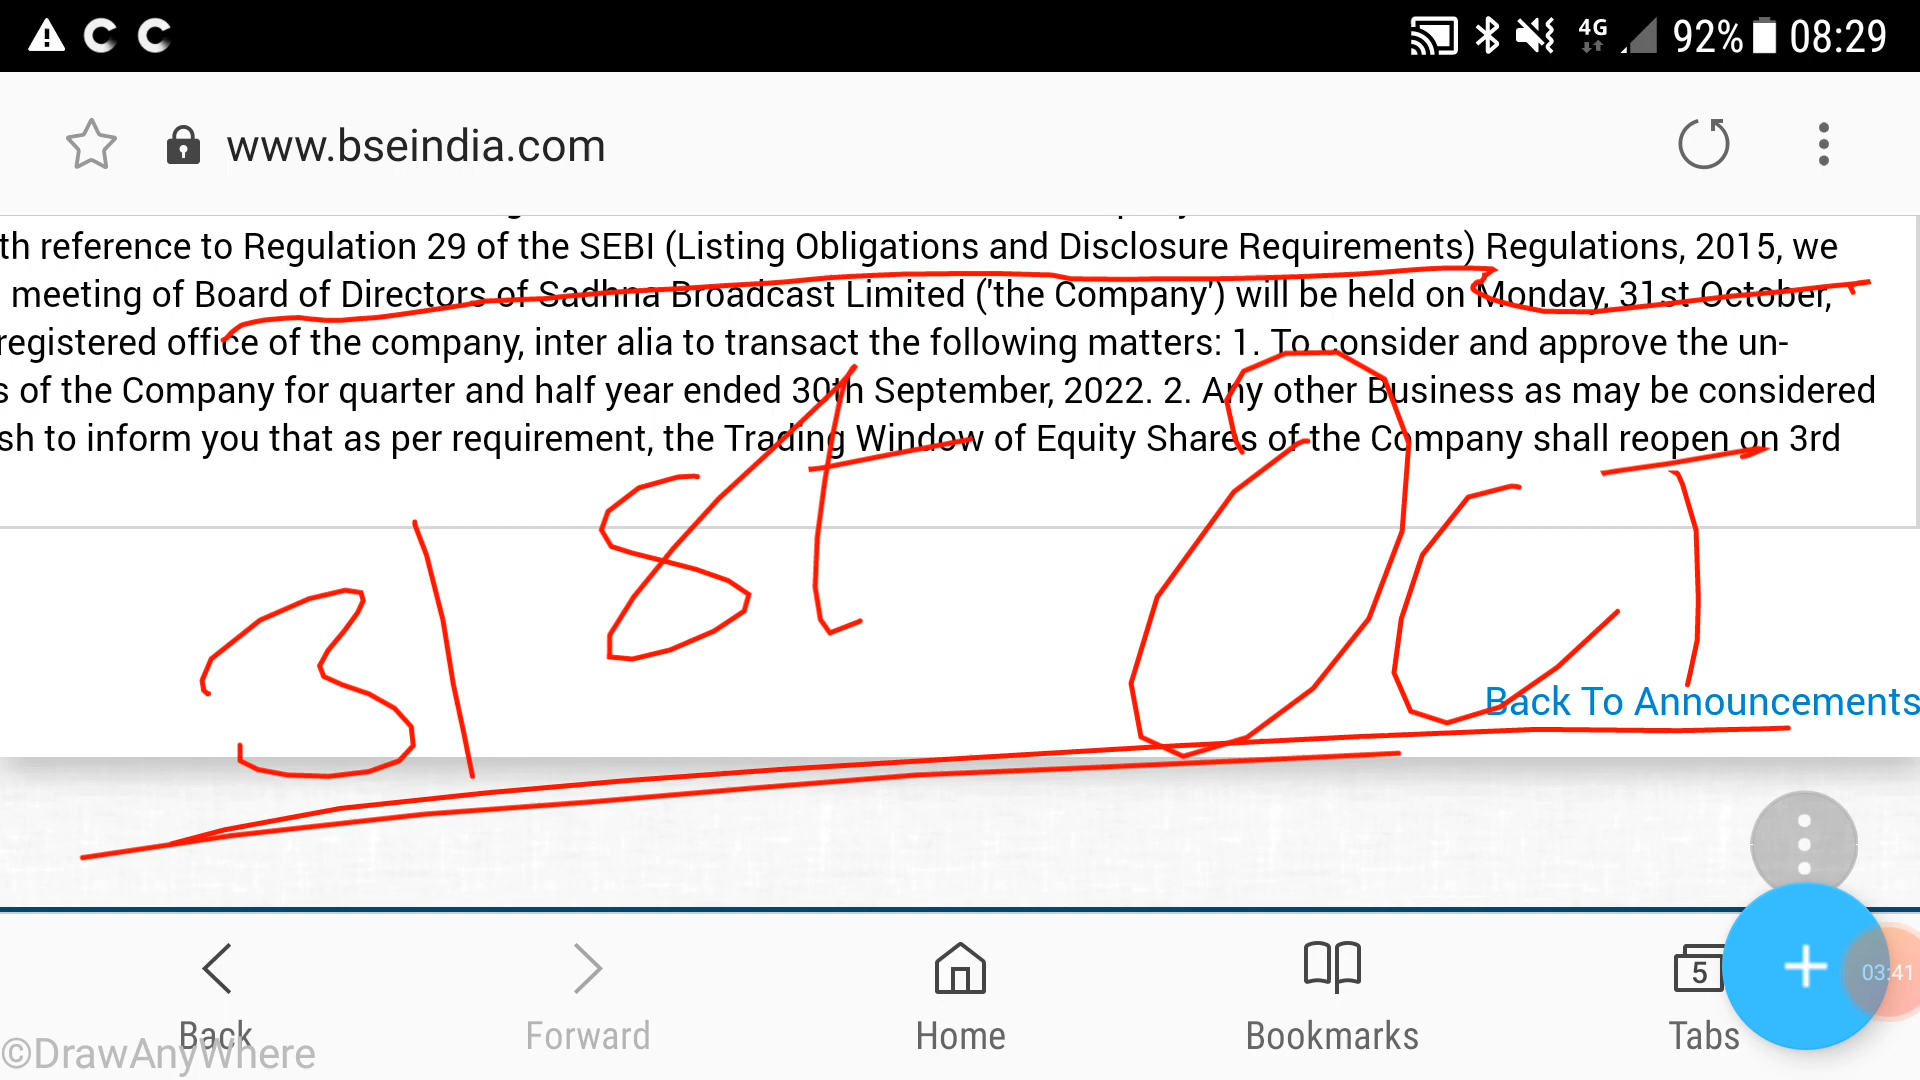 4G 92% 08:29
www.bseindia.com
th reference to Regulation 29 of the SEBI (Listing Obligations and Disclosure Requirements) Regulations, 2015, we
meeting of Board of Directors of Sadhna Broadcast Limited ('the Company') will be held on Monday, 31st October,
registered office of the company, inter alia to transact the following matters: 1. To consider and approve the un-
s of the Company for quarter and half year ended 30th September, 2022. 2. Any other Business as may be considered
sh to inform you that as per requirement, the Trading Window of Equity Shares of the Company shall reopen on 3rd
31 st OCT
Back To Announcements
5 03:41
Back Forward Home Bookmarks Tabs
©DrawAnyWhere